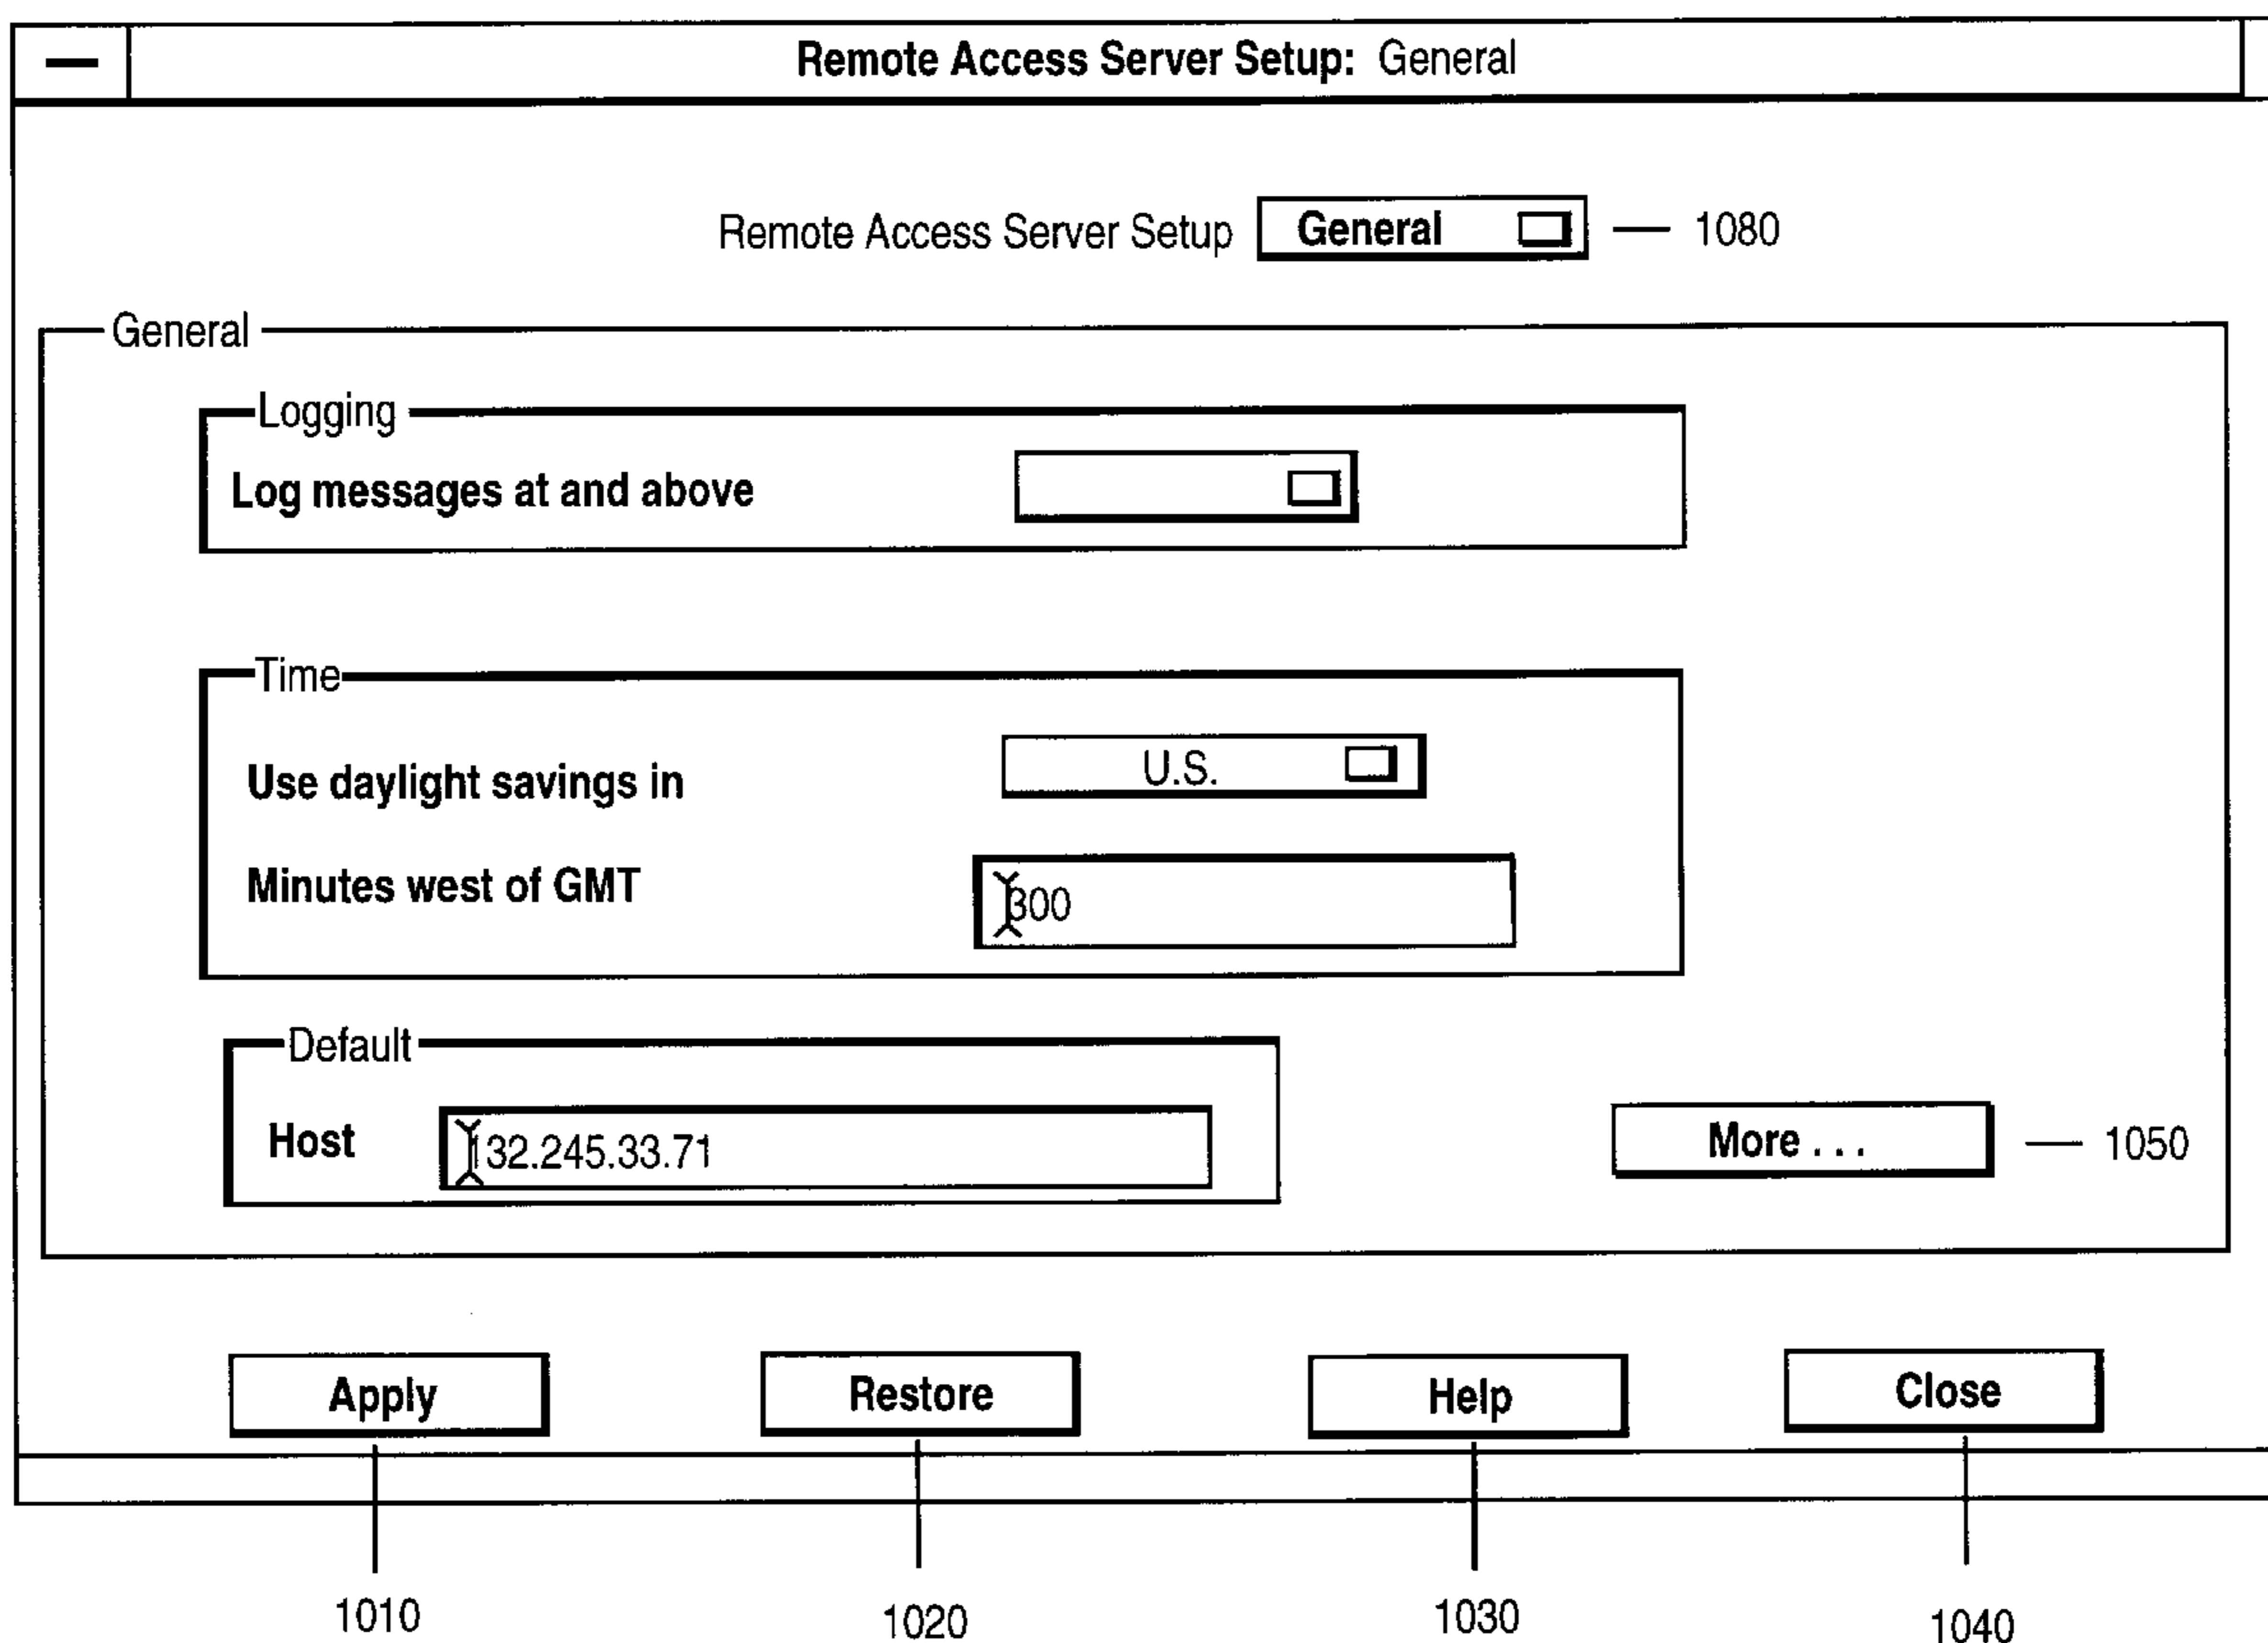 Remote Access Server Setup: General
Remote Access Server Setup General 1080
General
Logging
Log messages at and above
Time
Use daylight savings in U.S.
Minutes west of GMT 300
Default
Host 132.245.33.71
More . . . 1050
Apply Restore Help Close
1010 1020 1030 1040